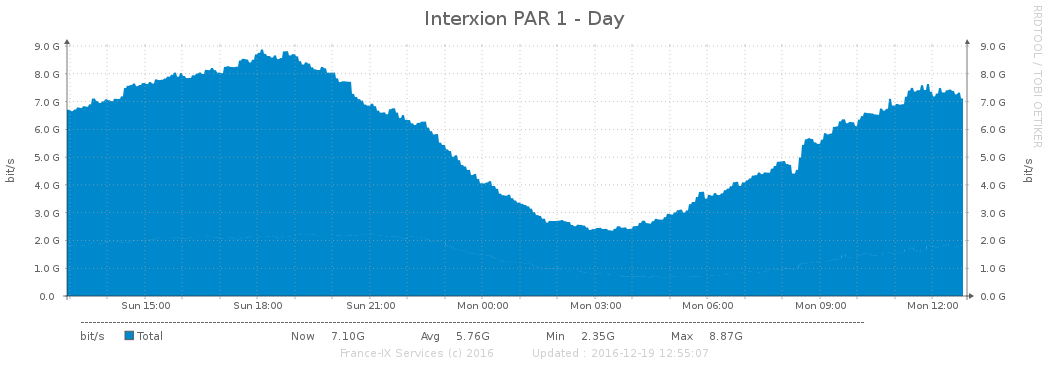 Interxion PAR 1 - Day
RRDTOOL / TOBI OETIKER
bit/s
9.0 G
8.0 G
7.0 G
6.0 G
5.0 G
4.0 G
3.0 G
2.0 G
1.0 G
0.0
9.0 G
8.0 G
7.0 G
6.0 G
5.0 G
4.0 G
3.0 G
2.0 G
1.0 G
0.0 G
bit/s
Sun 15:00 Sun 18:00 Sun 21:00 Mon 00:00 Mon 03:00 Mon 06:00 Mon 09:00 Mon 12:00
bit/s Total Now 7.10G Avg 5.76G Min 2.35G Max 8.87G
France-IX Services (c) 2016 Updated : 2016-12-19 12:55:07